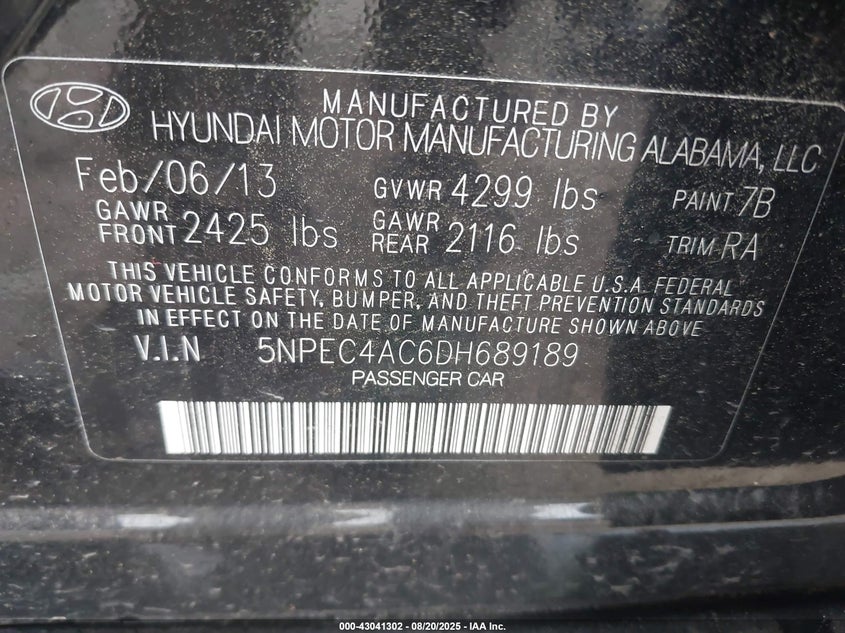 MANUFACTURED BY
HYUNDAI MOTOR MANUFACTURING ALABAMA, LLC
Feb/06/13 GVWR 4299 lbs PAINT 7B
GAWR FRONT 2425 lbs GAWR REAR 2116 lbs TRIM RA
THIS VEHICLE CONFORMS TO ALL APPLICABLE U.S.A. FEDERAL
MOTOR VEHICLE SAFETY, BUMPER, AND THEFT PREVENTION STANDARDS
IN EFFECT ON THE DATE OF MANUFACTURE SHOWN ABOVE
V.I.N 5NPEC4AC6DH689189
PASSENGER CAR
000-43041302 - 08/20/2025 - IAA Inc.